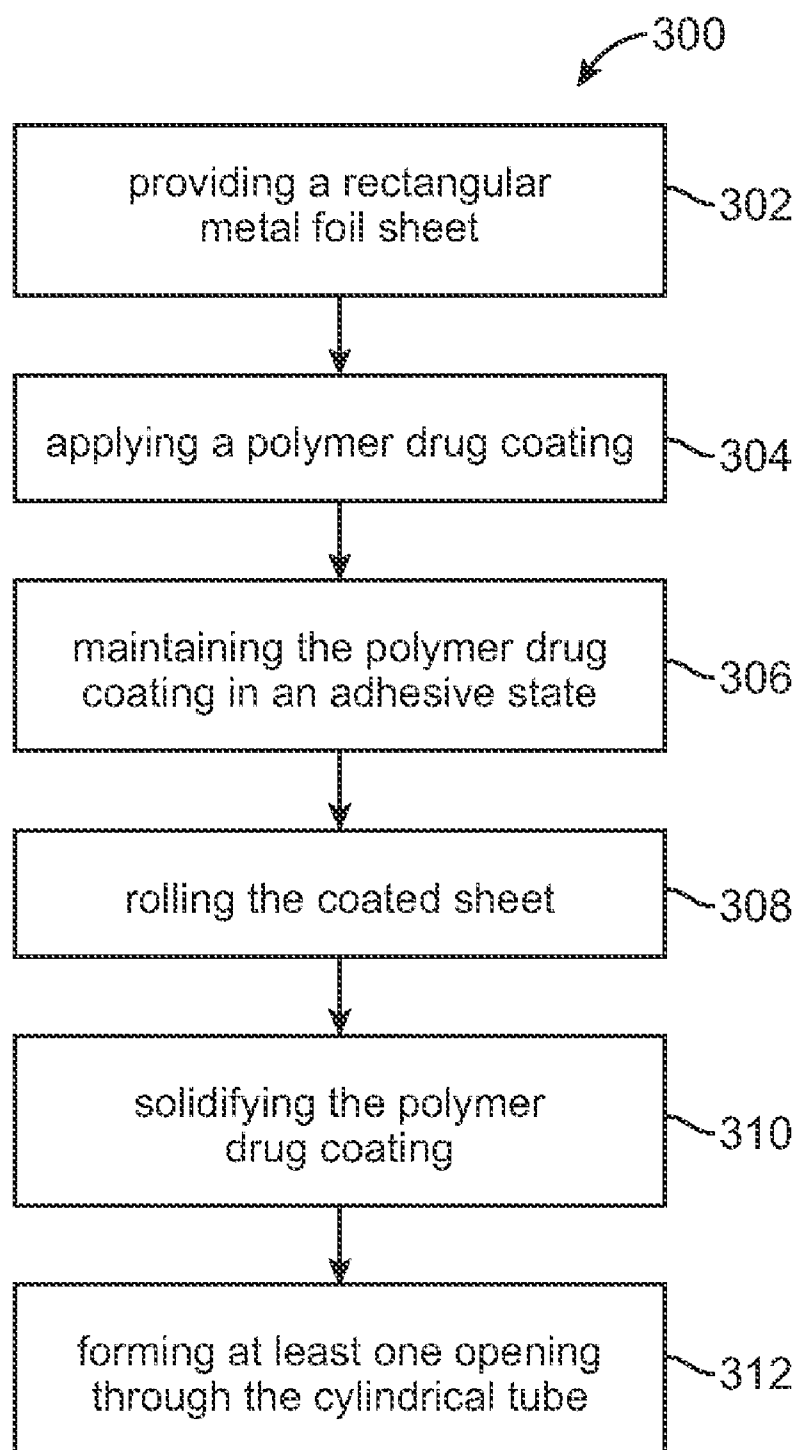 300
providing a rectangular
metal foil sheet
302
applying a polymer drug coating
304
maintaining the polymer drug
coating in an adhesive state
306
rolling the coated sheet
308
solidifying the polymer
drug coating
310
forming at least one opening
through the cylindrical tube
312